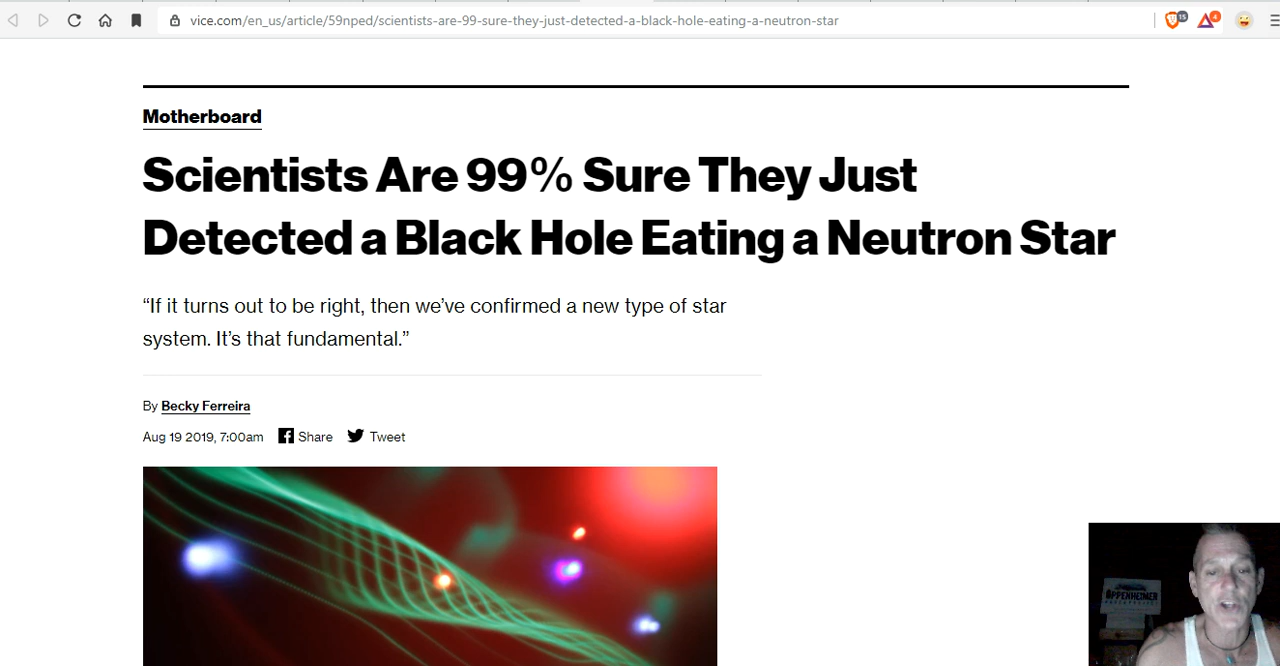 vice.com/en_us/article/59nped/scientists-are-99-sure-they-just-detected-a-black-hole-eating-a-neutron-star
15
4
Motherboard
Scientists Are 99% Sure They Just
Detected a Black Hole Eating a Neutron Star
“If it turns out to be right, then we’ve confirmed a new type of star
system. It’s that fundamental.”
By Becky Ferreira
Aug 19 2019, 7:00am Share Tweet
OPPENHEIMER